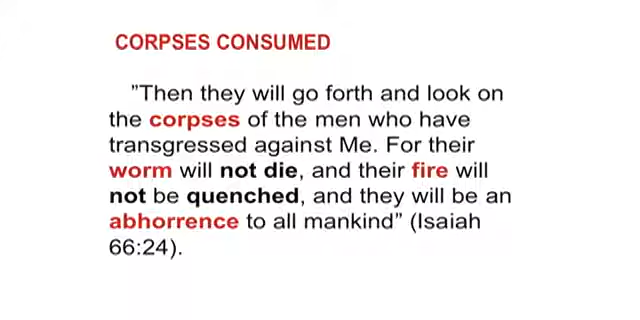 CORPSES CONSUMED
”Then they will go forth and look on
the corpses of the men who have
transgressed against Me. For their
worm will not die, and their fire will
not be quenched, and they will be an
abhorrence to all mankind” (Isaiah
66:24).